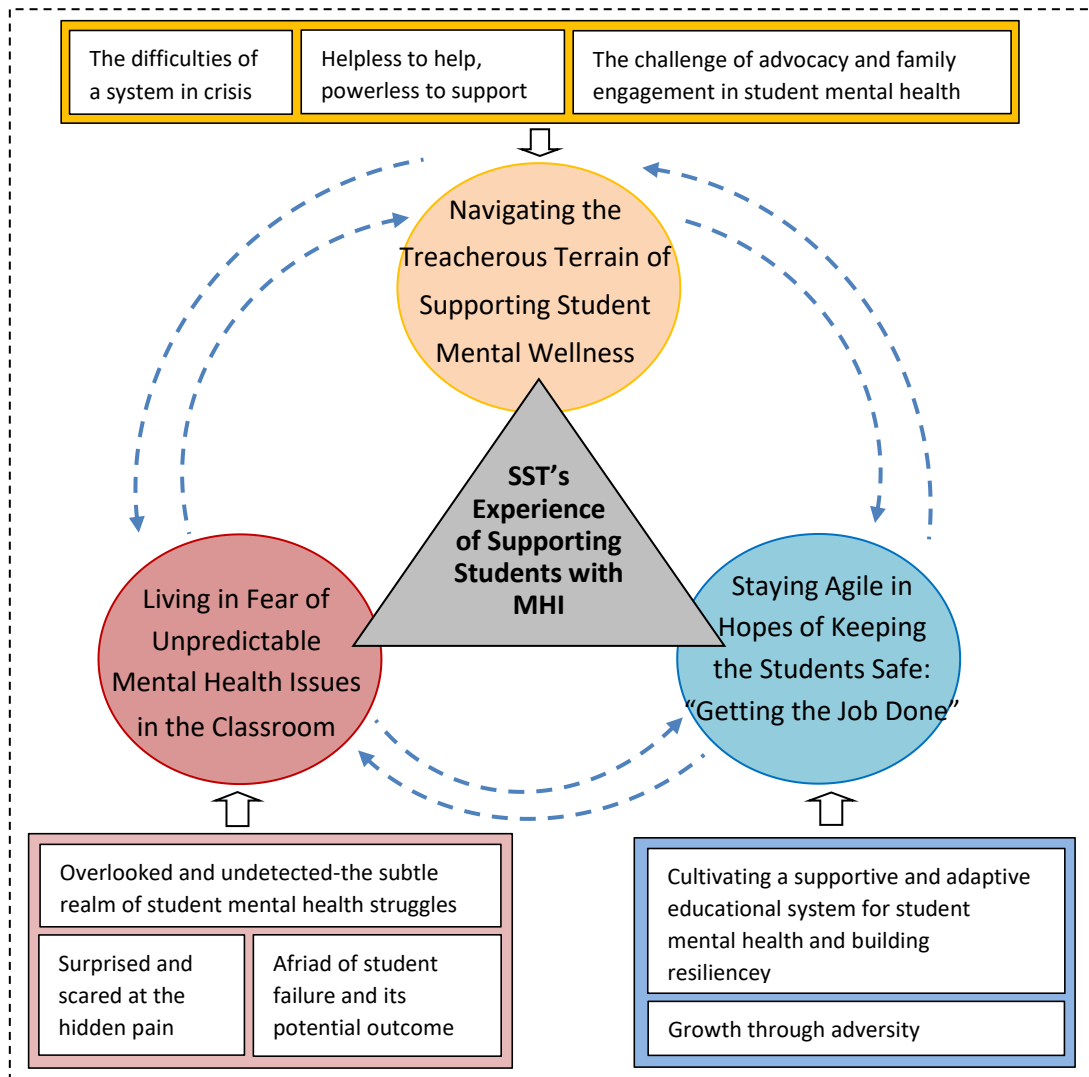 The difficulties of
a system in crisis
Helpless to help,
powerless to support
The challenge of advocacy and family
engagement in student mental health
Navigating the
Treacherous Terrain of
Supporting Student
Mental Wellness
SST’s
Experience
of Supporting
Students with
MHI
Living in Fear of
Unpredictable
Mental Health Issues
in the Classroom
Staying Agile in
Hopes of Keeping
the Students Safe:
“Getting the Job Done”
Overlooked and undetected-the subtle
realm of student mental health struggles
Surprised and
scared at the
hidden pain
Afriad of student
failure and its
potential outcome
Cultivating a supportive and adaptive
educational system for student
mental health and building
resiliencey
Growth through adversity